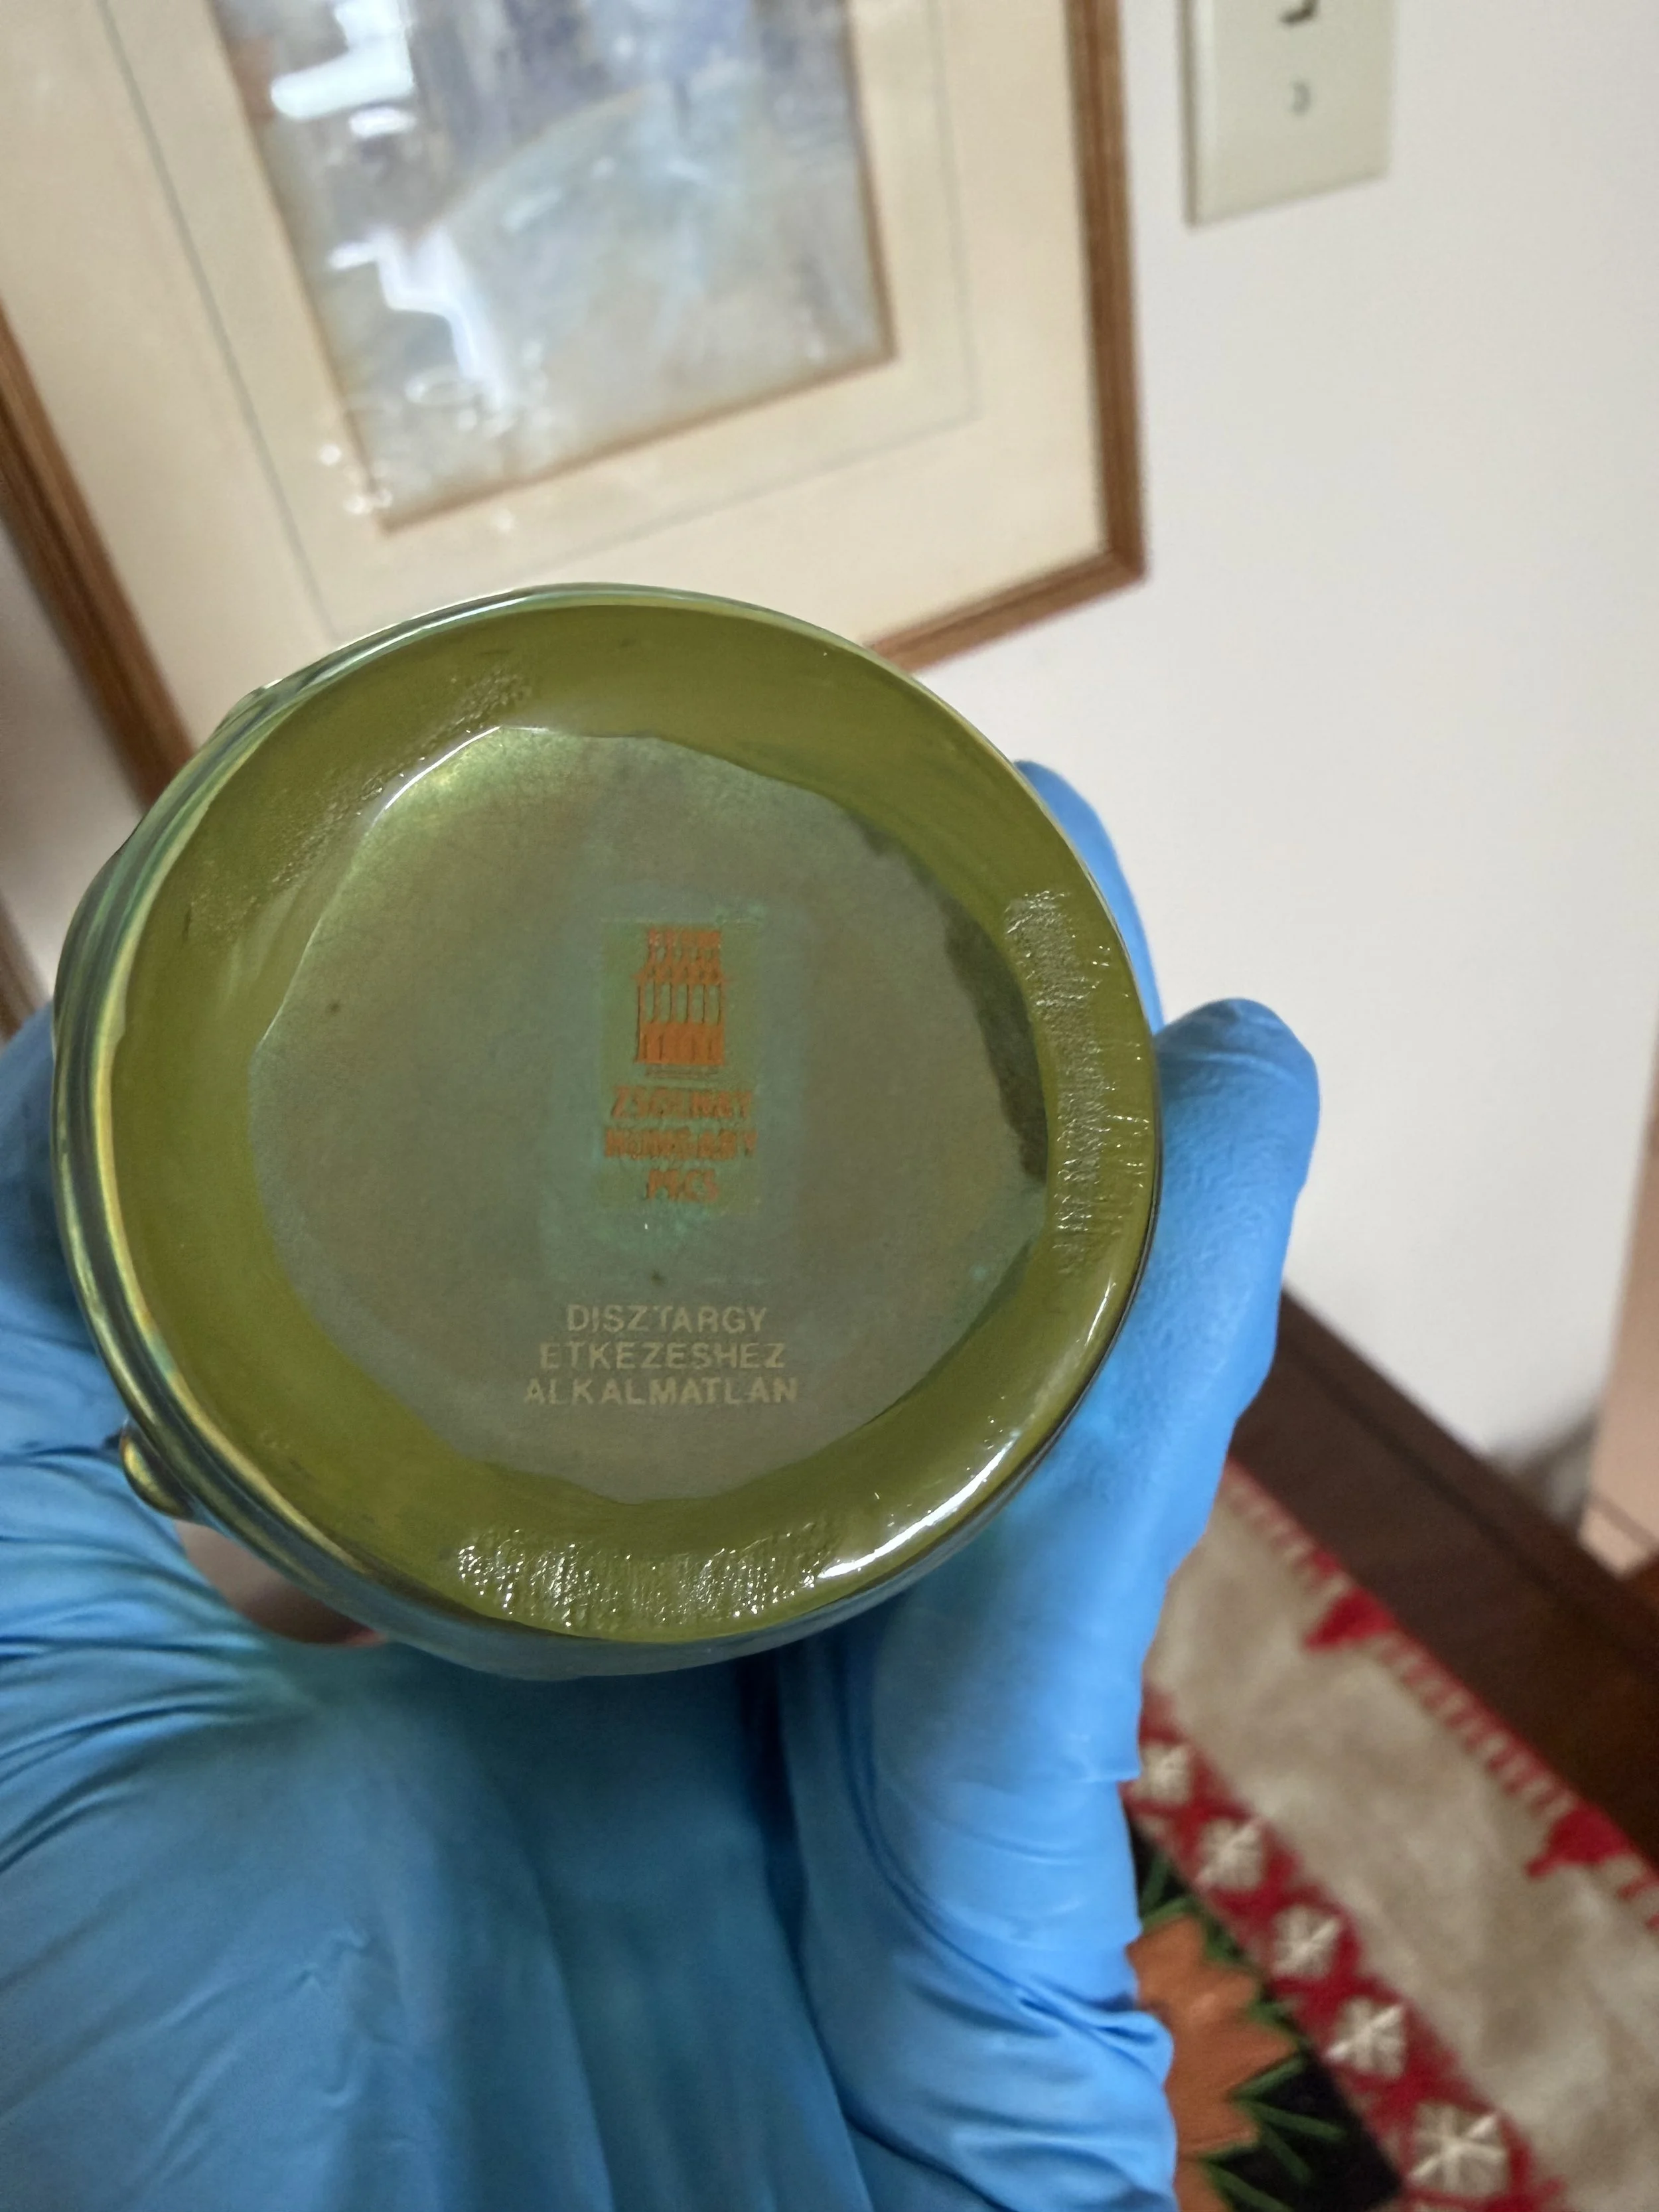 ZSOLNAY
HUNGARY
PÉCS
DISZTARGY
ETKEZESHEZ
ALKALMATLAN